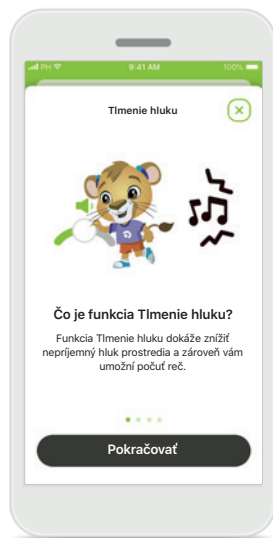 PH
9:41 AM
100%
Tlmenie hluku
Čo je funkcia Tlmenie hluku?
Funkcia Tlmenie hluku dokáže znížiť
nepríjemný hluk prostredia a zároveň vám
umožní počuť reč.
Pokračovať